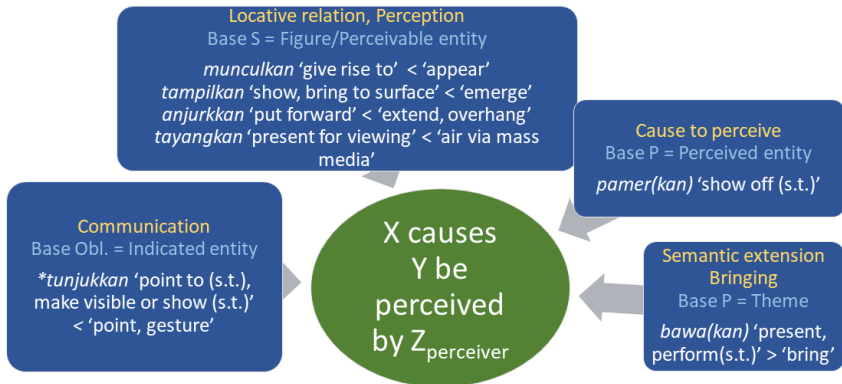 Locative relation, Perception
Base S = Figure/Perceivable entity
munculkan ‘give rise to’ < ‘appear’
tampilkan ‘show, bring to surface’ < ‘emerge’
anjurkkan ‘put forward’ < ‘extend, overhang’
tayangkan ‘present for viewing’ < ‘air via mass
media’
Cause to perceive
Base P = Perceived entity
pamer(kan) ‘show off (s.t.)’
Communication
Base Obl. = Indicated entity
*tunjukkan ‘point to (s.t.),
make visible or show (s.t.)’
< ‘point, gesture’
X causes
Y be
perceived
by Z perceiver
Semantic extension
Bringing
Base P = Theme
bawa(kan) ‘present,
perform(s.t.)’ > ‘bring’